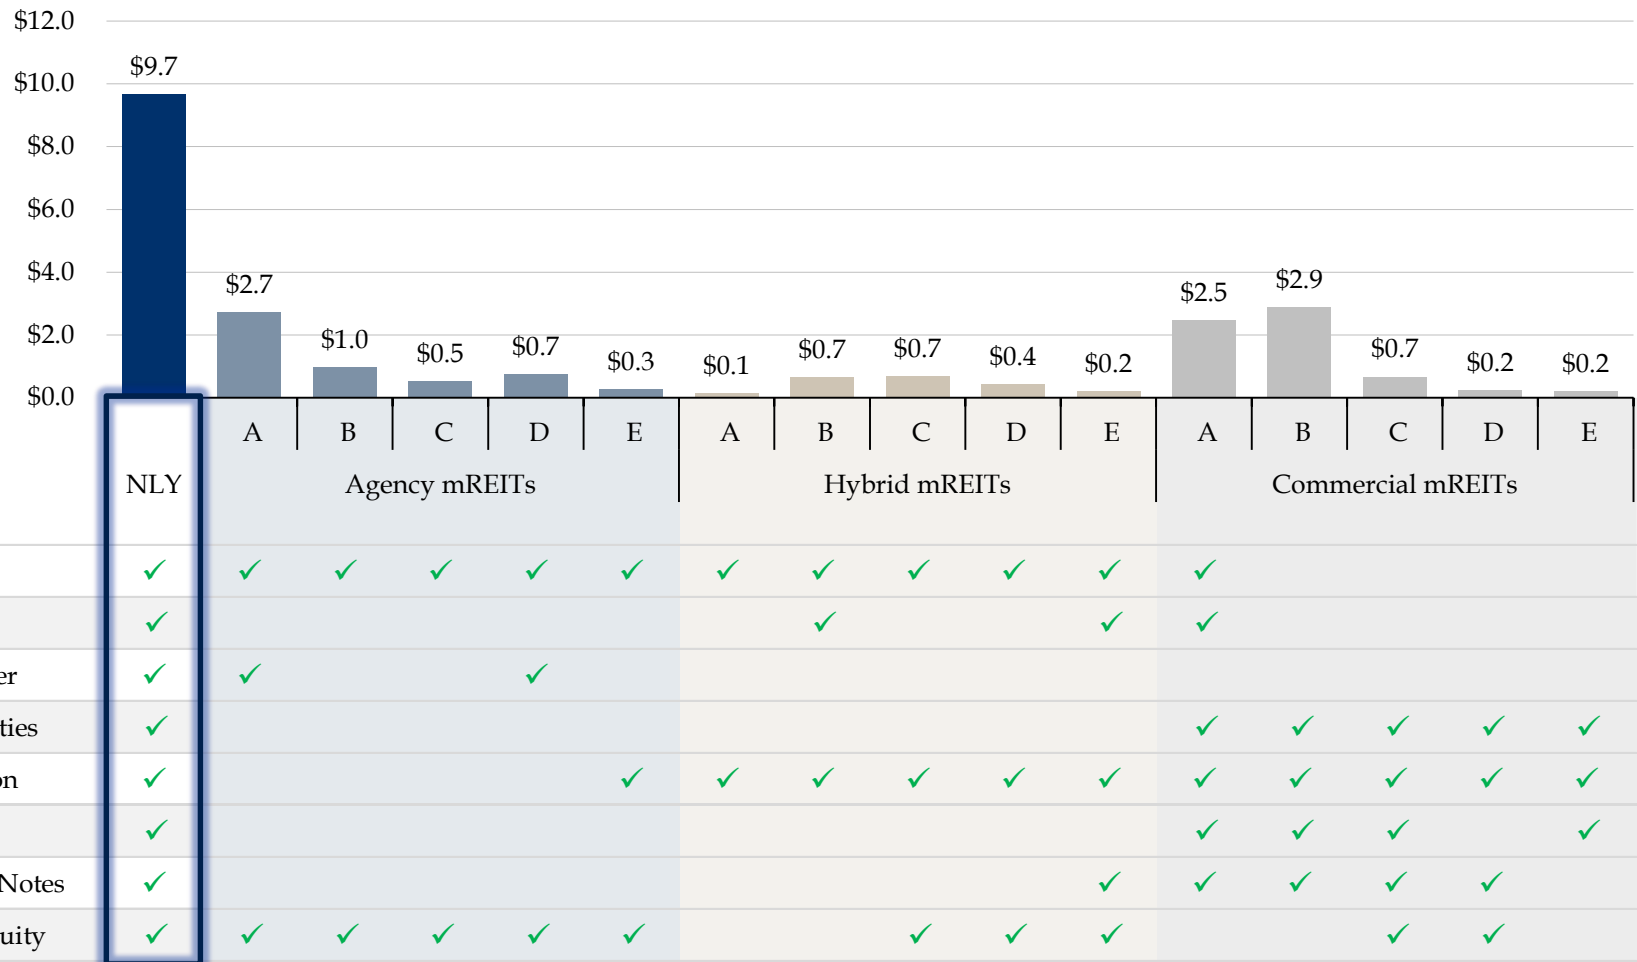 $12.0
$10.0
$8.0
$6.0
$4.0
$2.0
$0.0
$9.7
$2.7
$1.0
$0.5
$0.7
$0.3
$0.1
$0.7
$0.7
$0.4
$0.2
$2.5
$2.9
$0.7
$0.2
$0.2
A B C D E A B C D E A B C D E
NLY Agency mREITs Hybrid mREITs Commercial mREITs
✓ ✓ ✓ ✓ ✓ ✓ ✓ ✓ ✓ ✓ ✓ ✓
✓ ✓ ✓ ✓
er ✓ ✓ ✓
ties ✓ ✓ ✓ ✓ ✓ ✓
on ✓ ✓ ✓ ✓ ✓ ✓ ✓ ✓ ✓ ✓ ✓ ✓
✓ ✓ ✓ ✓ ✓
Notes ✓ ✓ ✓ ✓ ✓ ✓
uity ✓ ✓ ✓ ✓ ✓ ✓ ✓ ✓ ✓ ✓ ✓